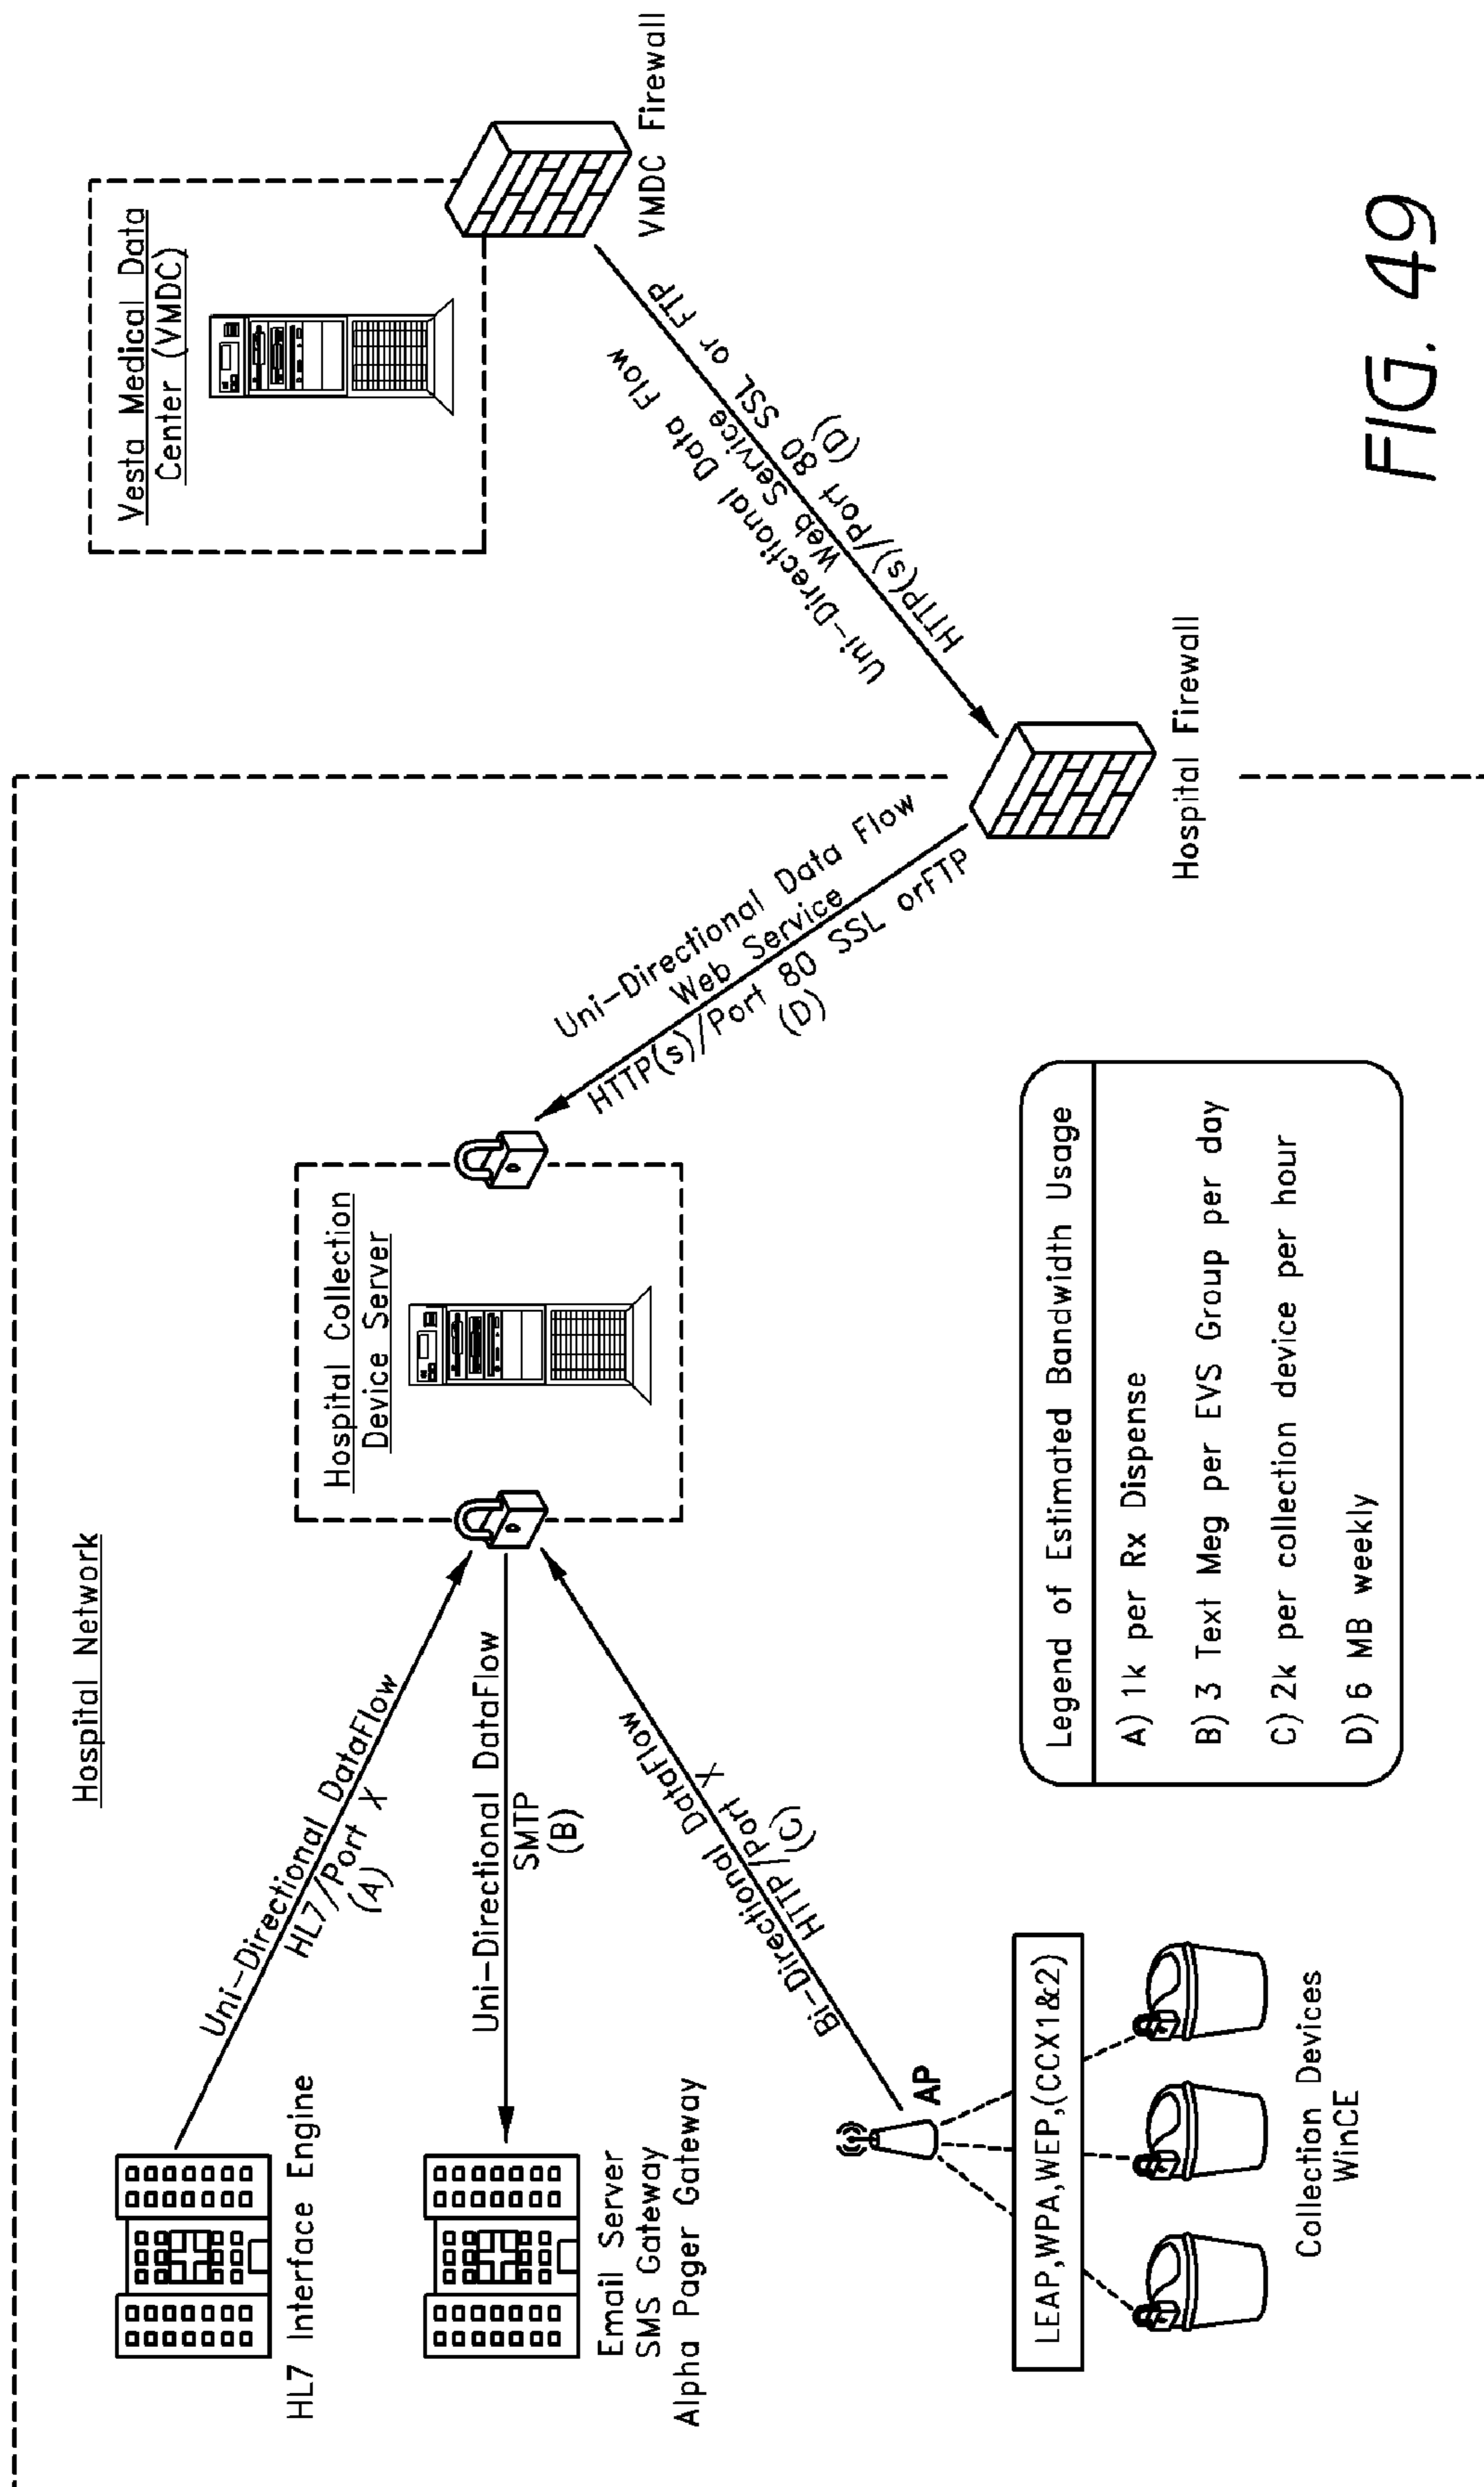 Hospital Network
HL7 Interface Engine
Uni-Directional DataFlow
HL7/Port X
(A)
Email Server
SMS Gateway
Alpha Pager Gateway
Uni-Directional DataFlow
SMTP
(B)
AP
Bi-Directional DataFlow
HTTP/Port X
(C)
LEAP,WPA,WEP,(CCX1&2)
Collection Devices
WinCE
Hospital Collection
Device Server
Uni-Directional Data Flow
Web Service
HTTP(s)/Port 80 SSL orFTP
(D)
Hospital Firewall
Uni-Directional Data Flow
Web Service
HTTP(s)/Port 80 SSL or FTP
(D)
Vesta Medical Data
Center (VMDC)
VMDC Firewall
Legend of Estimated Bandwidth Usage
A) 1k per Rx Dispense
B) 3 Text Meg per EVS Group per day
C) 2k per collection device per hour
D) 6 MB weekly
FIG. 49